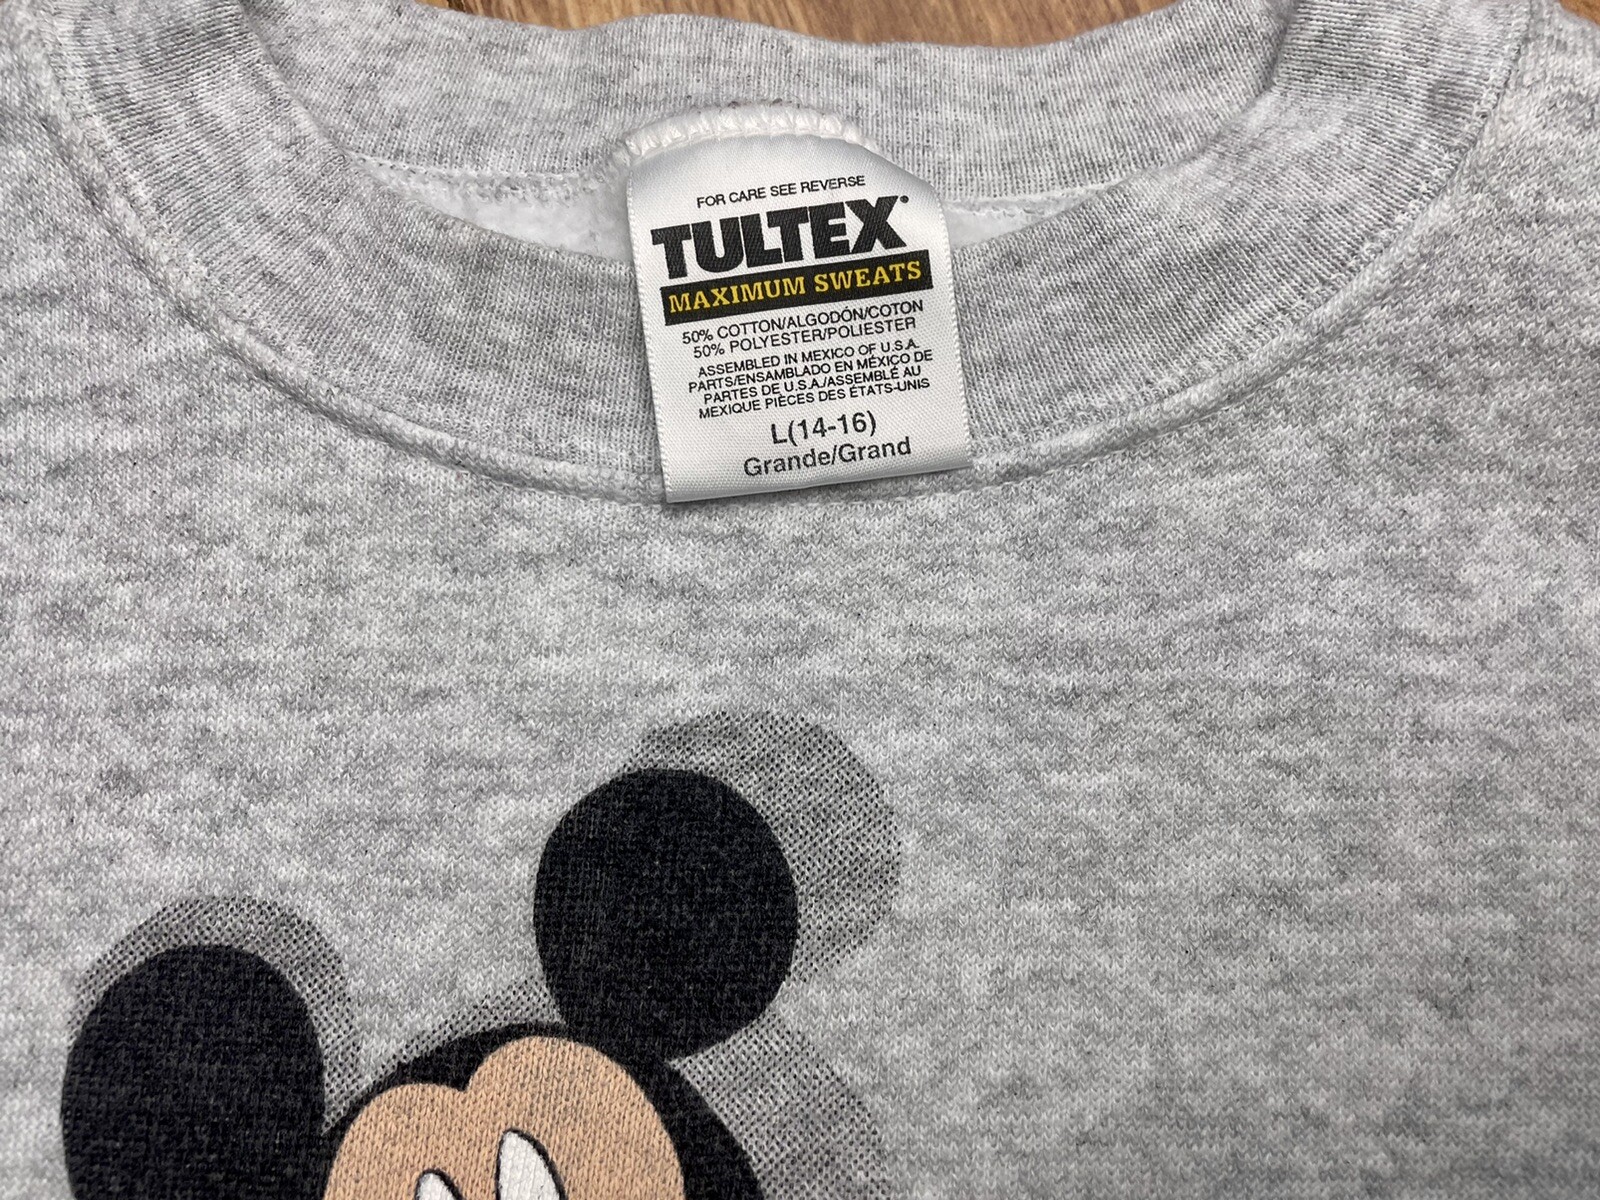 FOR CARE SEE REVERSE
TULTEX
MAXIMUM SWEATS
50% COTTON/ALGODÓN/COTON
50% POLYESTER/POLIESTER
ASSEMBLED IN MEXICO OF U.S.A.
PARTS/ENSAMBLADO EN MÉXICO DE
PARTES DE U.S.A./ASSEMBLÉ AU
MEXIQUE PIÈCES DES ÉTATS-UNIS
L(14-16)
Grande/Grand